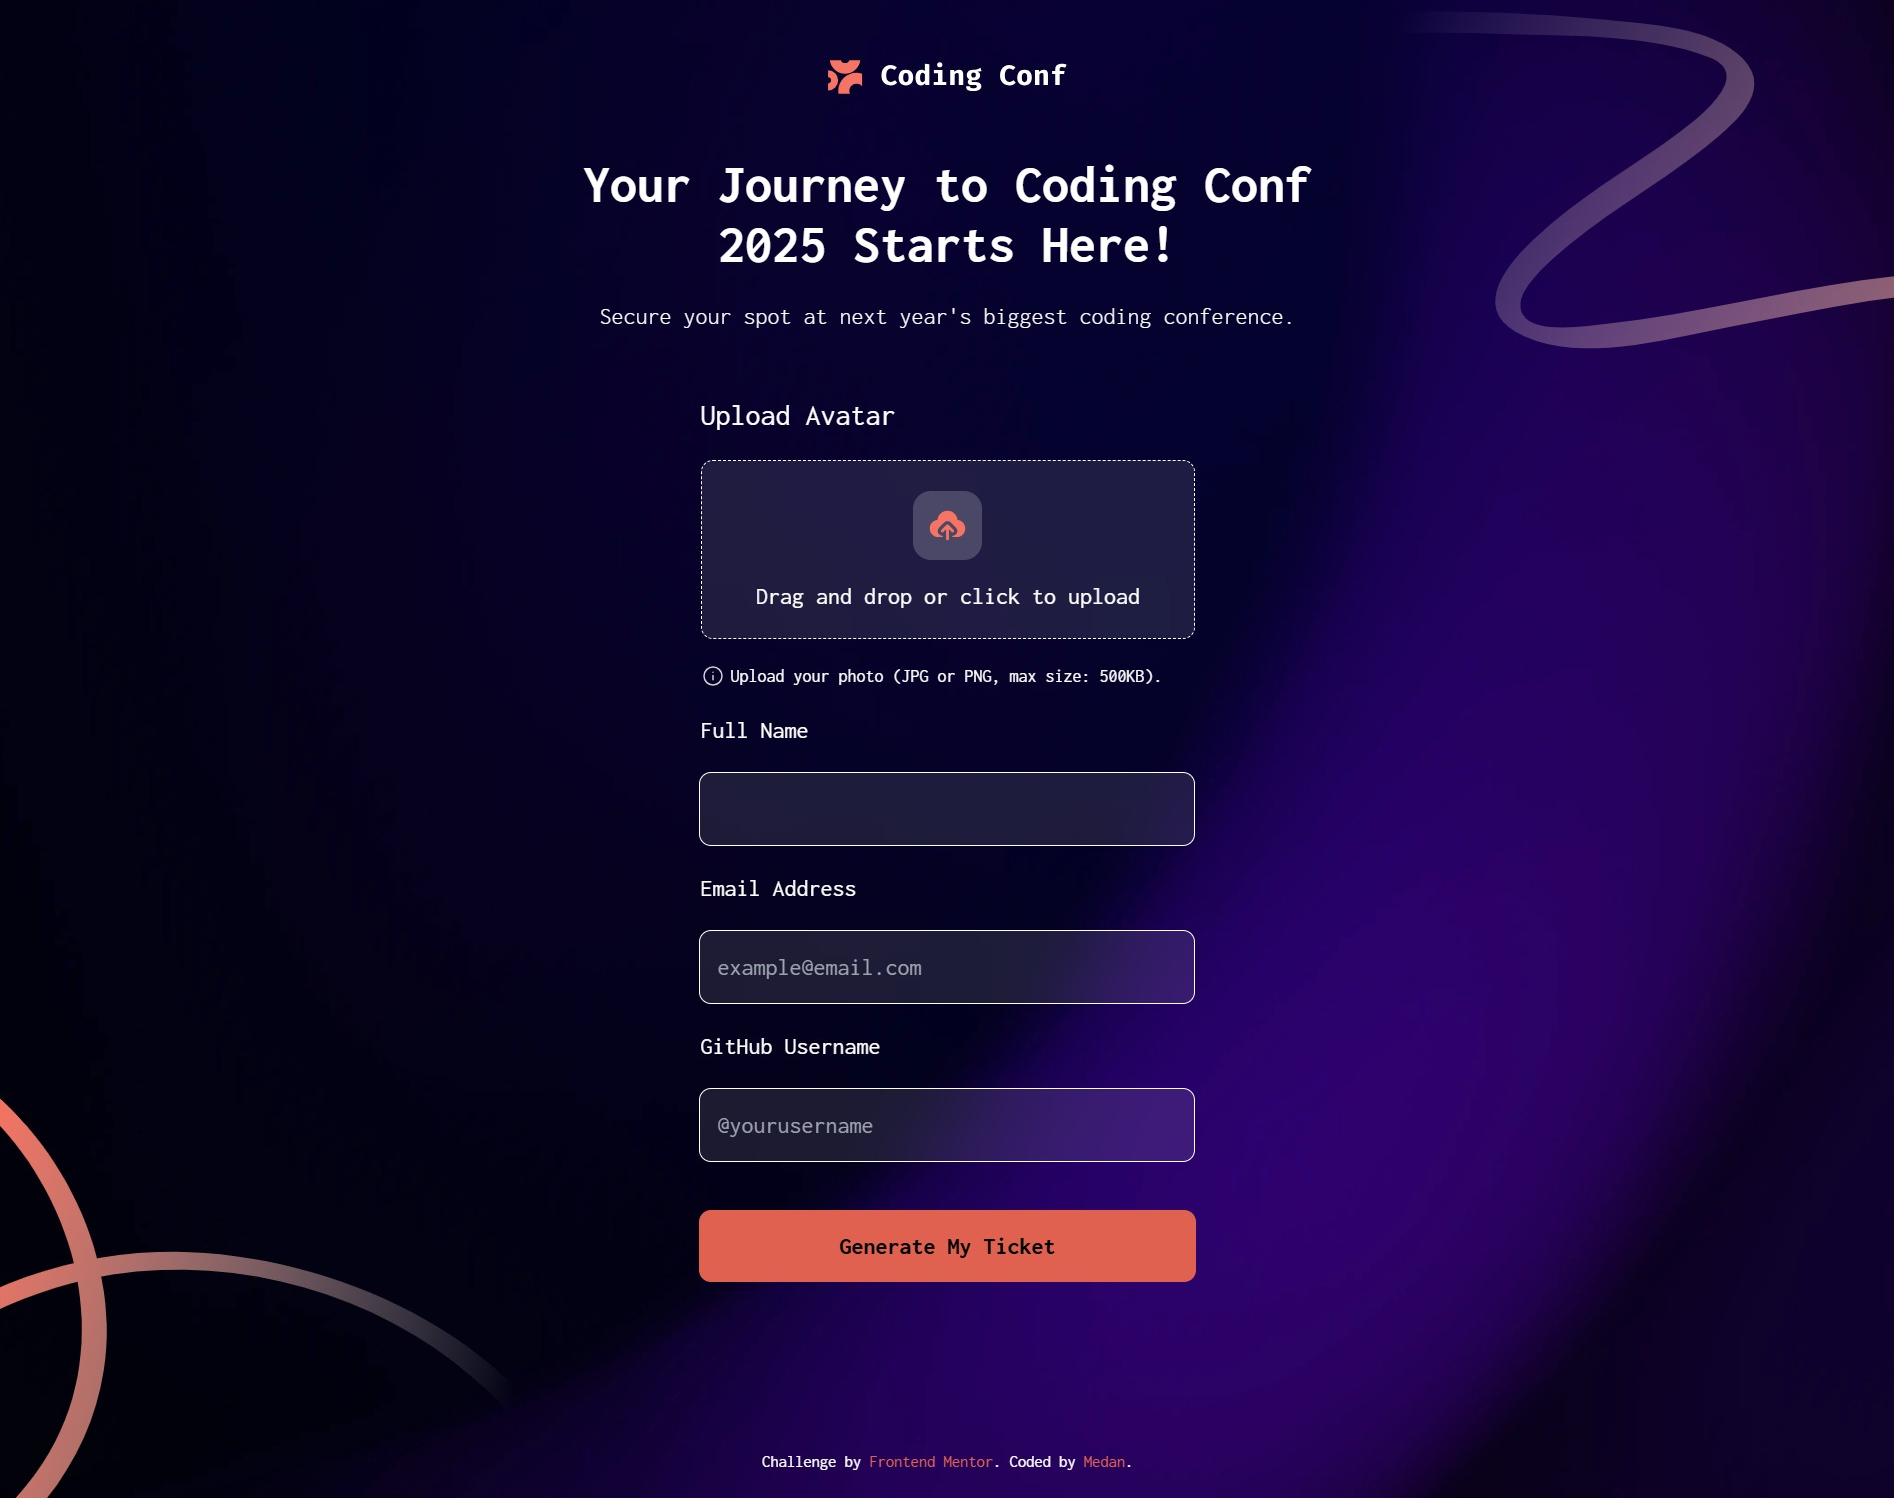 Coding Conf
Your Journey to Coding Conf
2025 Starts Here!
Secure your spot at next year's biggest coding conference.
Upload Avatar
Drag and drop or click to upload
Upload your photo (JPG or PNG, max size: 500KB).
Full Name
Email Address
example@email.com
GitHub Username
@yourusername
Generate My Ticket
Challenge by Frontend Mentor. Coded by Medan.